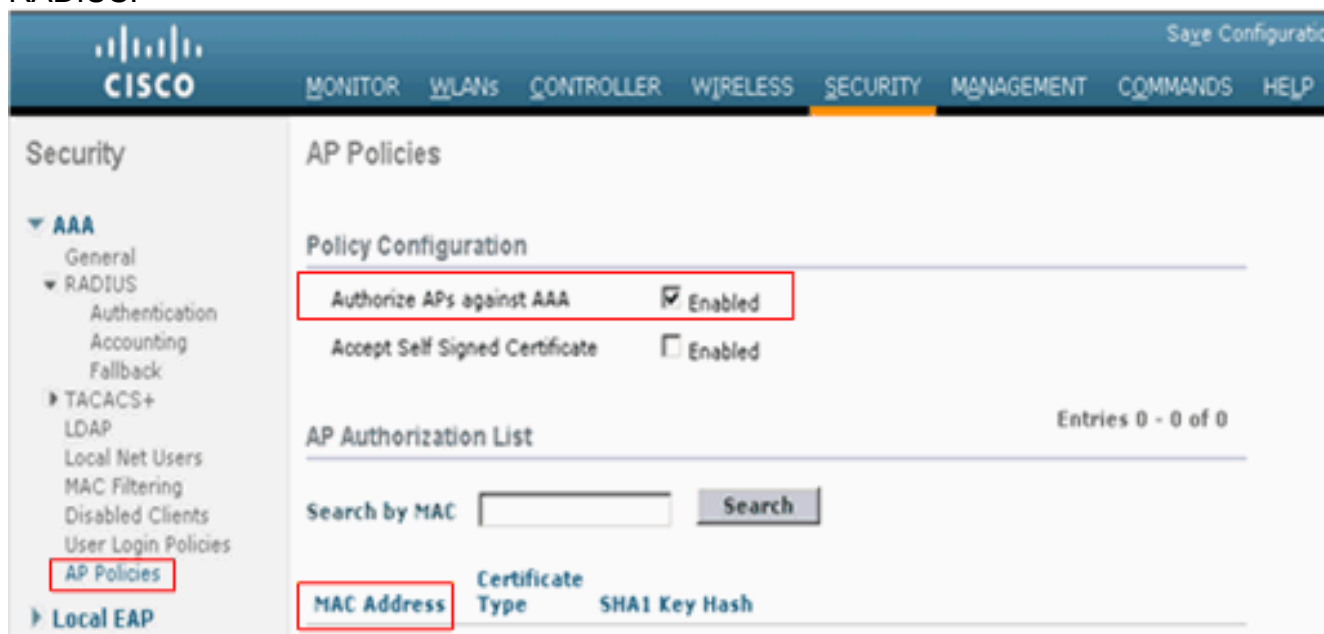 RADIUS.
Save Configuratio
CISCO
MONITOR WLANs CONTROLLER WIRELESS SECURITY MANAGEMENT COMMANDS HELP
Security
AAA
General
RADIUS
Authentication
Accounting
Fallback
TACACS+
LDAP
Local Net Users
MAC Filtering
Disabled Clients
User Login Policies
AP Policies
Local EAP
AP Policies
Policy Configuration
Authorize APs against AAA Enabled
Accept Self Signed Certificate Enabled
AP Authorization List
Entries 0 - 0 of 0
Search by MAC Search
MAC Address Certificate Type SHA1 Key Hash